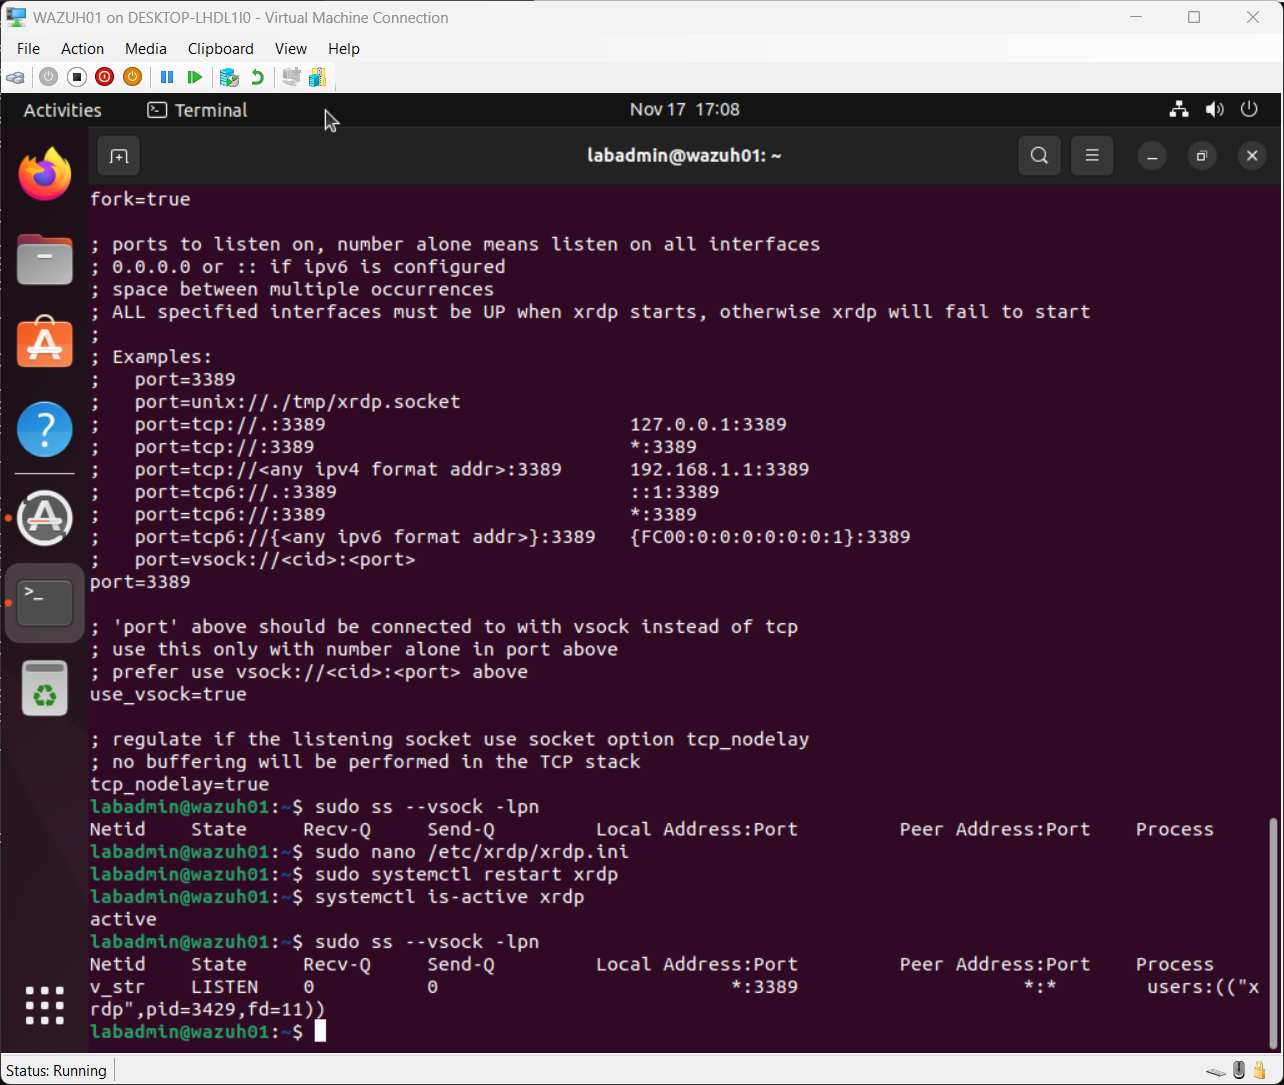 WAZUH01 on DESKTOP-LHDL1I0 - Virtual Machine Connection
File Action Media Clipboard View Help
Activities Terminal Nov 17 17:08
labadmin@wazuh01: ~
fork=true
; ports to listen on, number alone means listen on all interfaces
; 0.0.0.0 or :: if ipv6 is configured
; space between multiple occurrences
; ALL specified interfaces must be UP when xrdp starts, otherwise xrdp will fail to start
;
; Examples:
;   port=3389
;   port=unix://./tmp/xrdp.socket
;   port=tcp://.:3389                           127.0.0.1:3389
;   port=tcp://:3389                            *:3389
;   port=tcp://<any ipv4 format addr>:3389      192.168.1.1:3389
;   port=tcp6://.:3389                          ::1:3389
;   port=tcp6://:3389                           *:3389
;   port=tcp6://{<any ipv6 format addr>}:3389   {FC00:0:0:0:0:0:0:1}:3389
;   port=vsock://<cid>:<port>
port=3389
; 'port' above should be connected to with vsock instead of tcp
; use this only with number alone in port above
; prefer use vsock://<cid>:<port> above
use_vsock=true
; regulate if the listening socket use socket option tcp_nodelay
; no buffering will be performed in the TCP stack
tcp_nodelay=true
labadmin@wazuh01:~$ sudo ss --vsock -lpn
Netid    State     Recv-Q     Send-Q         Local Address:Port         Peer Address:Port    Process
labadmin@wazuh01:~$ sudo nano /etc/xrdp/xrdp.ini
labadmin@wazuh01:~$ sudo systemctl restart xrdp
labadmin@wazuh01:~$ systemctl is-active xrdp
active
labadmin@wazuh01:~$ sudo ss --vsock -lpn
Netid    State     Recv-Q     Send-Q         Local Address:Port         Peer Address:Port    Process
v_str    LISTEN    0          0                          *:3389                    *:*        users:(("x
rdp",pid=3429,fd=11))
labadmin@wazuh01:~$
Status: Running